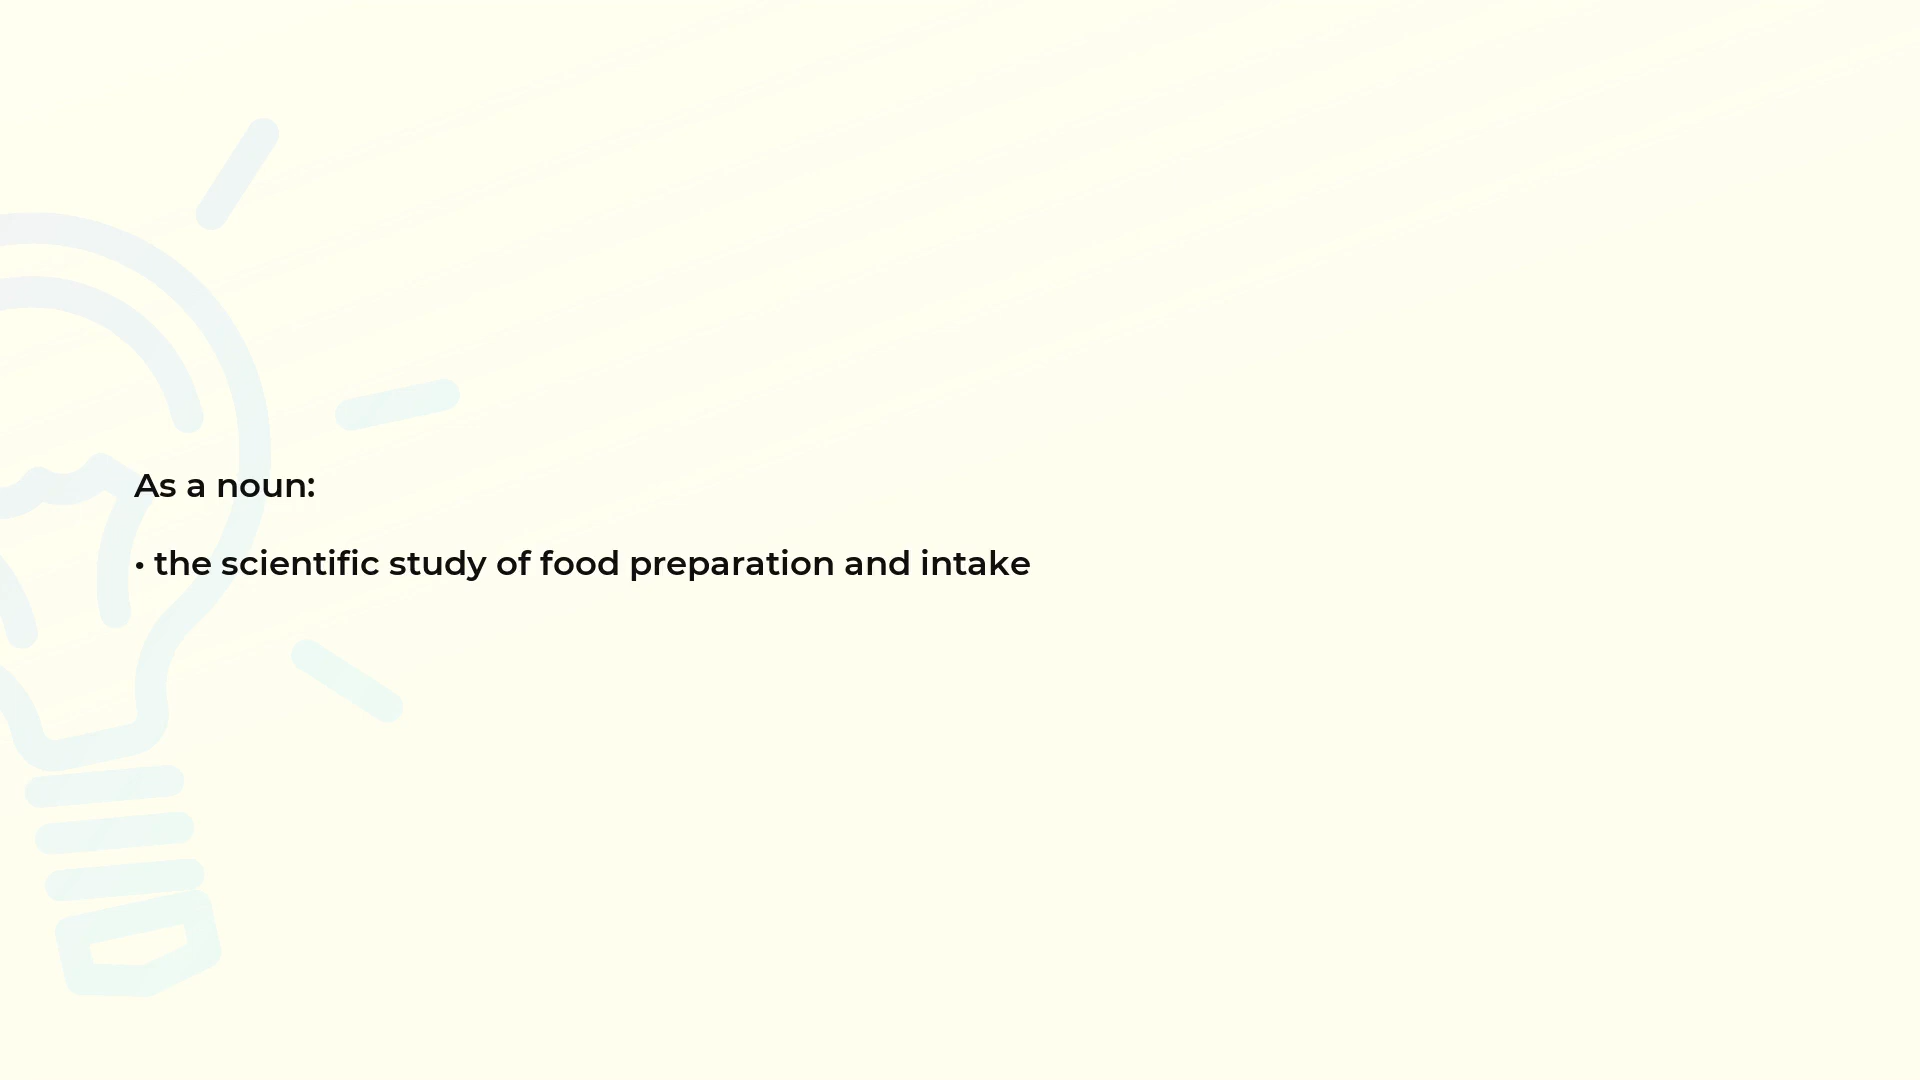 As a noun:
• the scientific study of food preparation and intake